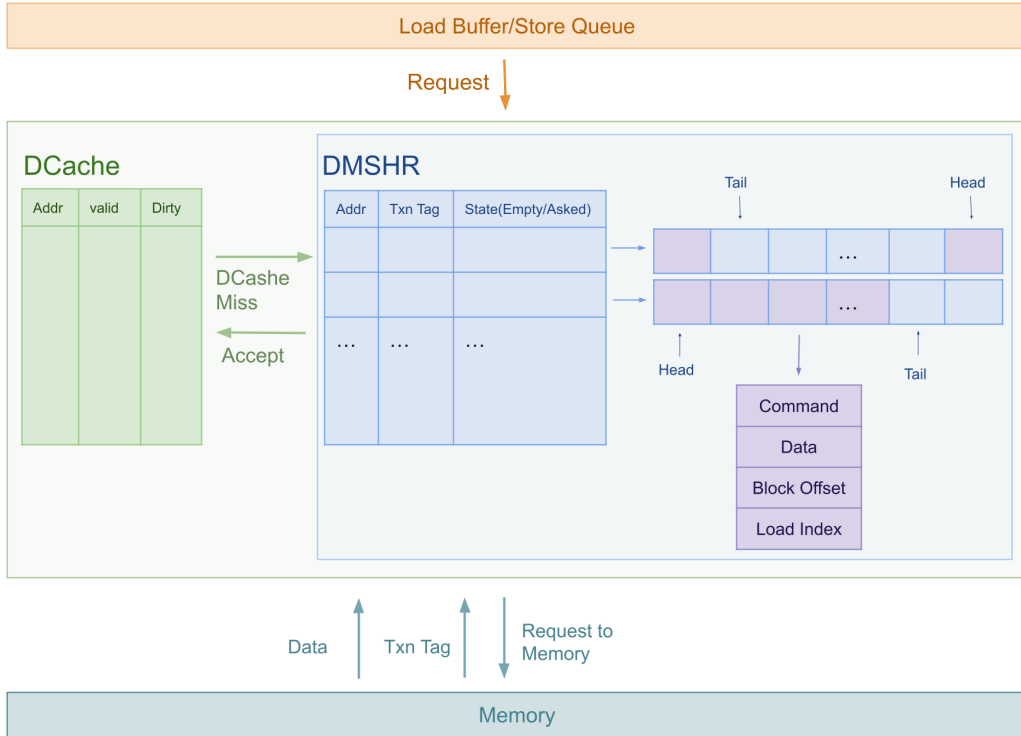 Load Buffer/Store Queue
Request
DCache
Addr
valid
Dirty
DCashe
Miss
Accept
DMSHR
Addr
Txn Tag
State(Empty/Asked)
...
...
...
Tail
Head
...
...
Head
Tail
Command
Data
Block Offset
Load Index
Data
Txn Tag
Request to
Memory
Memory